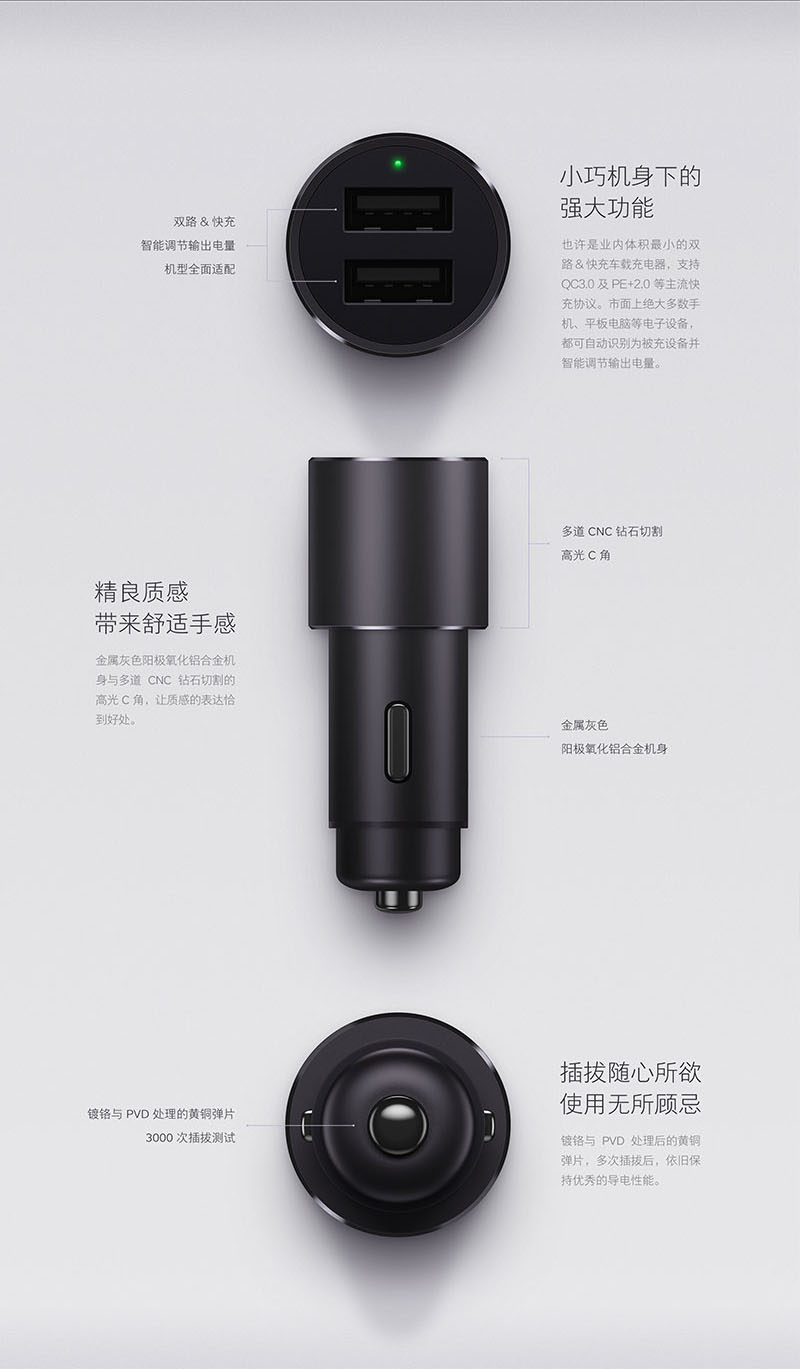 小巧机身下的
强大功能
双路 & 快充
智能调节输出电量
机型全面适配
也许是业内体积最小的双
路 & 快充车载充电器，支持
QC3.0 及 PE+2.0 等主流快
充协议。市面上绝大多数手
机、平板电脑等电子设备，
都可自动识别为被充设备并
智能调节输出电量。
多道 CNC 钻石切割
高光 C 角
精良质感
带来舒适手感
金属灰色阳极氧化铝合金机
身与多道 CNC 钻石切割的
高光 C 角，让质感的表达恰
到好处。
金属灰色
阳极氧化铝合金机身
插拔随心所欲
使用无所顾忌
镀铬与 PVD 处理的黄铜弹片
3000 次插拔测试
镀铬与 PVD 处理后的黄铜
弹片，多次插拔后，依旧保
持优秀的导电性能。